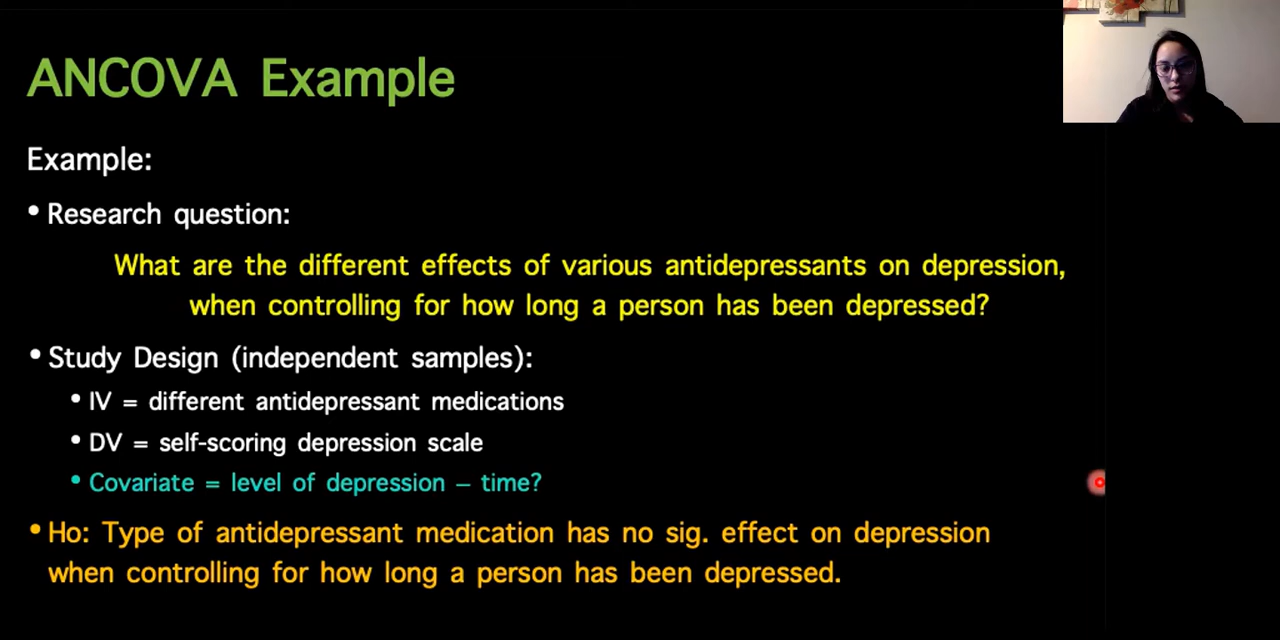 ANCOVA Example
Example:
• Research question:
What are the different effects of various antidepressants on depression,
when controlling for how long a person has been depressed?
• Study Design (independent samples):
• IV = different antidepressant medications
• DV = self-scoring depression scale
• Covariate = level of depression – time?
• Ho: Type of antidepressant medication has no sig. effect on depression
when controlling for how long a person has been depressed.